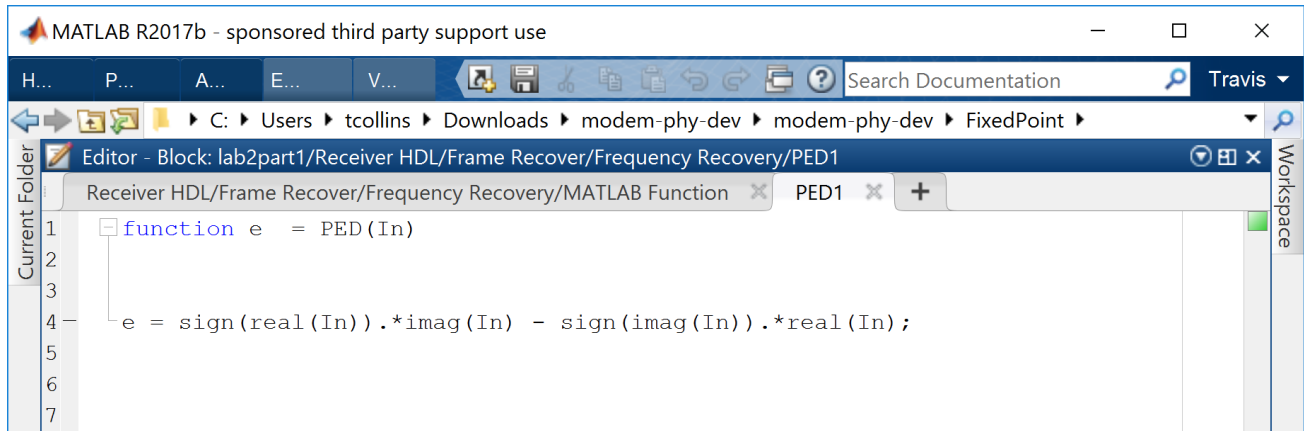 MATLAB R2017b - sponsored third party support use
H... P... A... E... V... Search Documentation Travis
C: Users tcollins Downloads modem-phy-dev modem-phy-dev FixedPoint
Current Folder
Editor - Block: lab2part1/Receiver HDL/Frame Recover/Frequency Recovery/PED1
Workspace
Receiver HDL/Frame Recover/Frequency Recovery/MATLAB Function PED1
1 function e = PED(In)
2
3
4 e = sign(real(In)).*imag(In) - sign(imag(In)).*real(In);
5
6
7